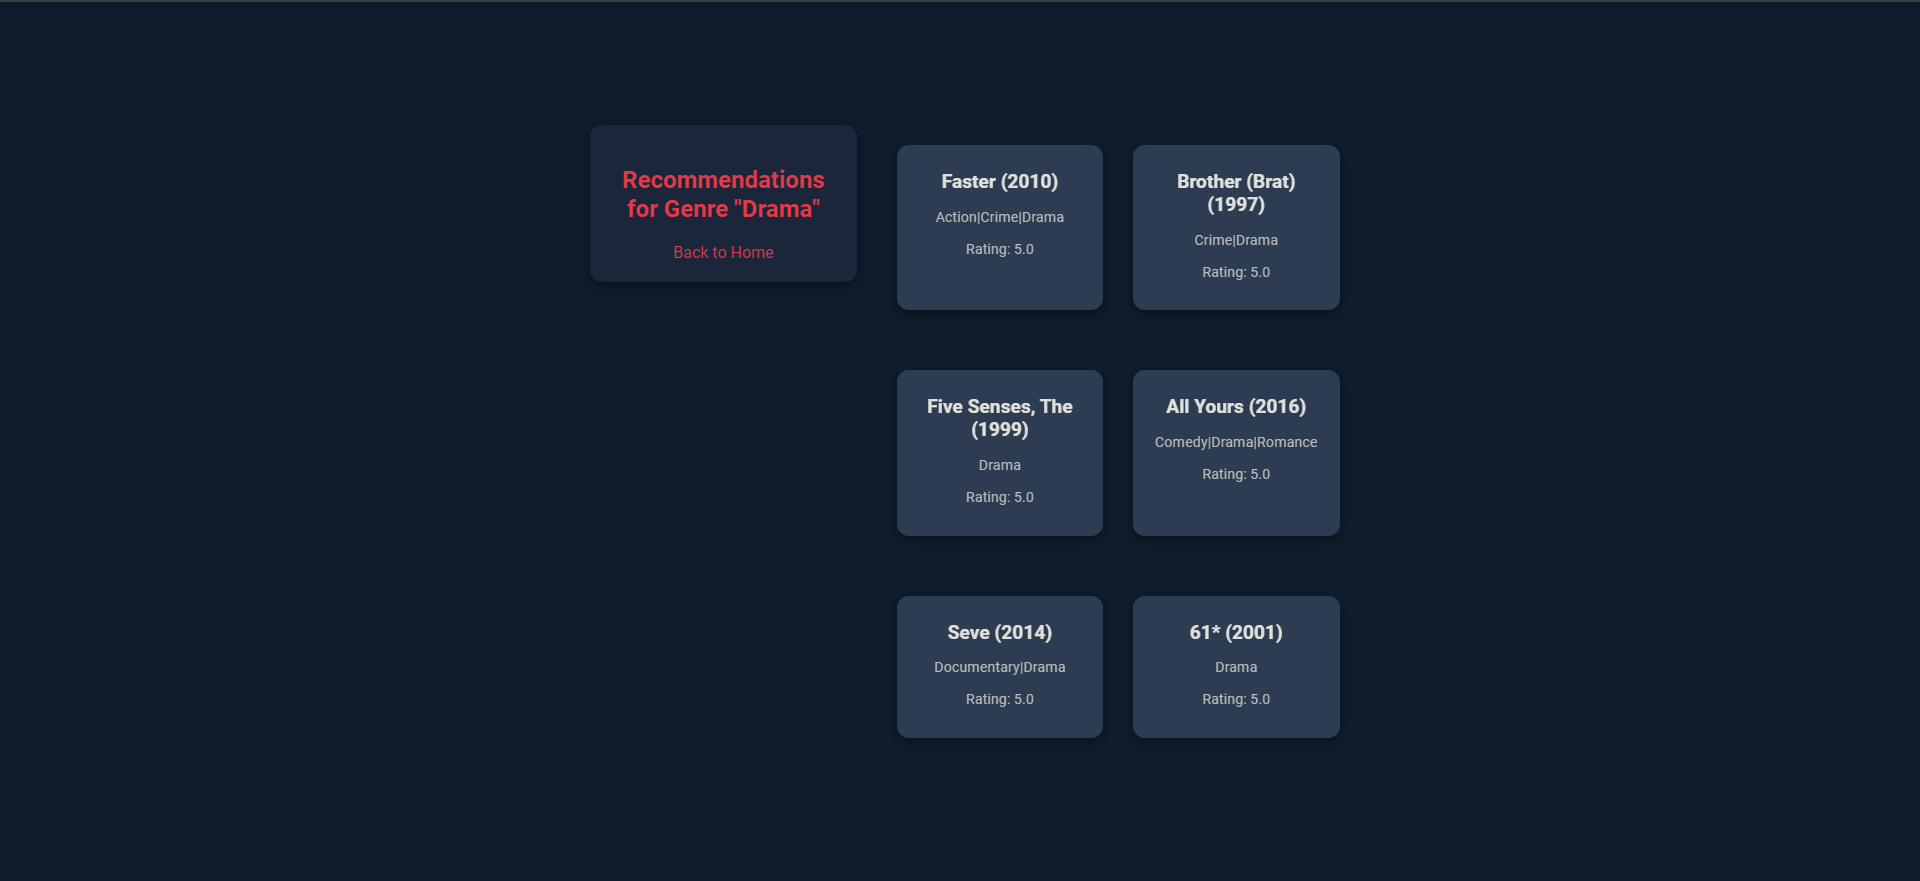 Recommendations
for Genre "Drama"
Back to Home
Faster (2010)
Action|Crime|Drama
Rating: 5.0
Brother (Brat)
(1997)
Crime|Drama
Rating: 5.0
Five Senses, The
(1999)
Drama
Rating: 5.0
All Yours (2016)
Comedy|Drama|Romance
Rating: 5.0
Seve (2014)
Documentary|Drama
Rating: 5.0
61* (2001)
Drama
Rating: 5.0